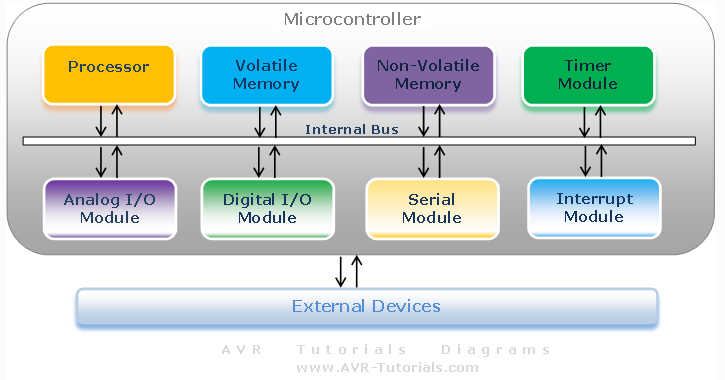 Microcontroller
Processor
Volatile
Memory
Non-Volatile
Memory
Timer
Module
Internal Bus
Analog I/O
Module
Digital I/O
Module
Serial
Module
Interrupt
Module
External Devices
AVR Tutorials Diagrams
www.AVR-Tutorials.com